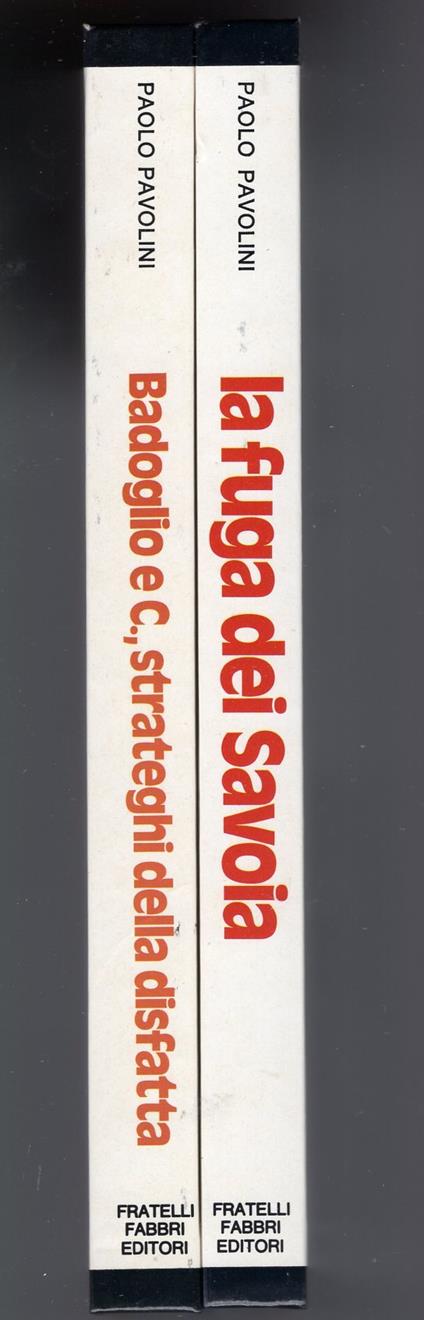 PAOLO PAVOLINI
Badoglio e C., strateghi della disfatta
FRATELLI
FABBRI
EDITORI
PAOLO PAVOLINI
la fuga dei Savoia
FRATELLI
FABBRI
EDITORI